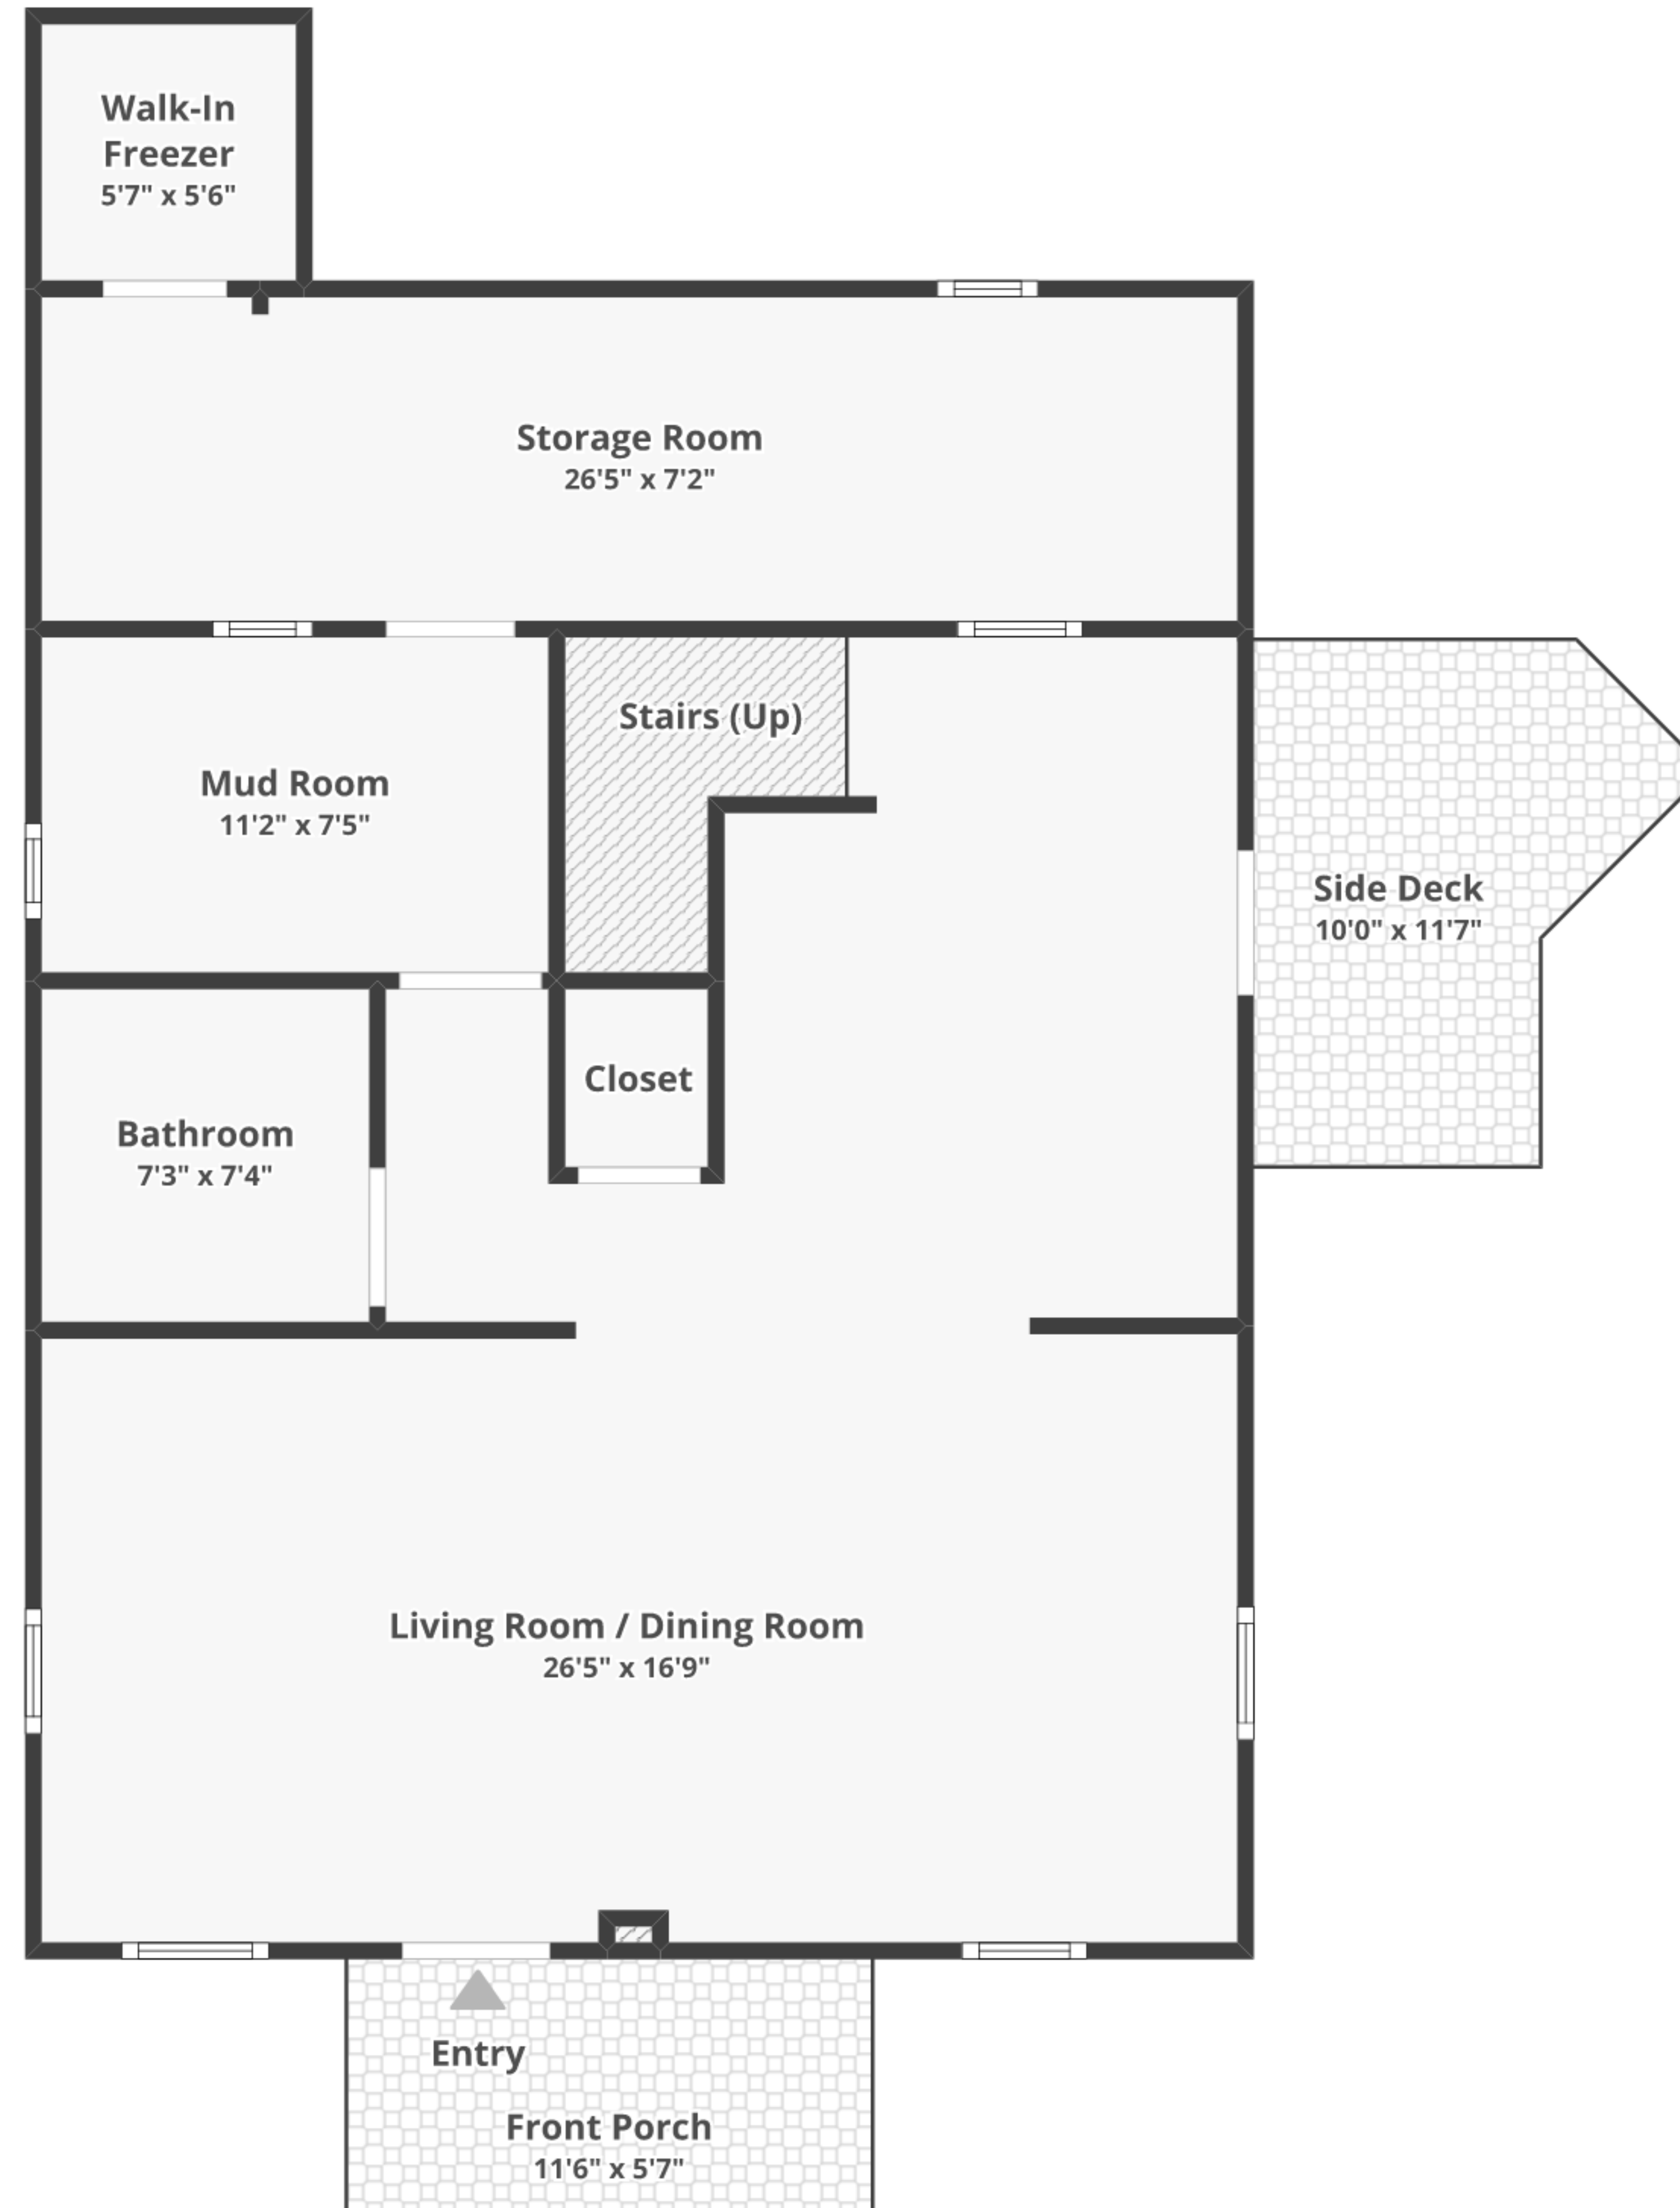 Walk-In
Freezer
5'7" x 5'6"
Storage Room
26'5" x 7'2"
Stairs (Up)
Mud Room
11'2" x 7'5"
Side Deck
10'0" x 11'7"
Closet
Bathroom
7'3" x 7'4"
Living Room / Dining Room
26'5" x 16'9"
Entry
Front Porch
11'6" x 5'7"